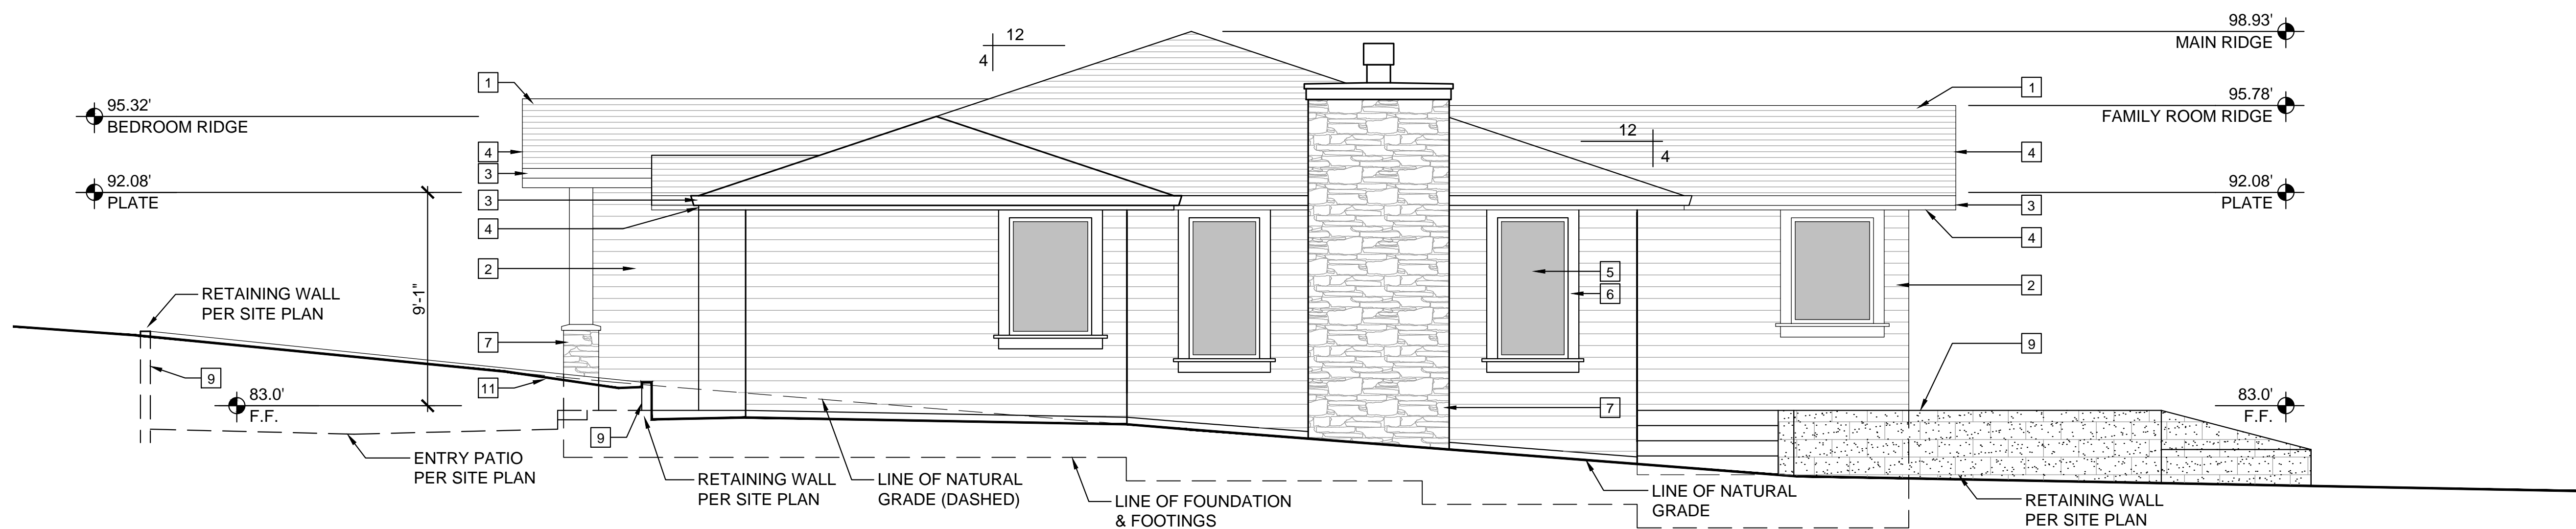 98.93'
MAIN RIDGE
12
4
1
1
95.32'
BEDROOM RIDGE
95.78'
FAMILY ROOM RIDGE
12
4
4
4
3
92.08'
PLATE
92.08'
PLATE
3
3
4
4
2
5
6
2
9'-1"
RETAINING WALL
PER SITE PLAN
7
9
9
11
83.0'
F.F.
83.0'
F.F.
7
9
ENTRY PATIO
PER SITE PLAN
RETAINING WALL
PER SITE PLAN
LINE OF NATURAL
GRADE (DASHED)
LINE OF FOUNDATION
& FOOTINGS
LINE OF NATURAL
GRADE
RETAINING WALL
PER SITE PLAN